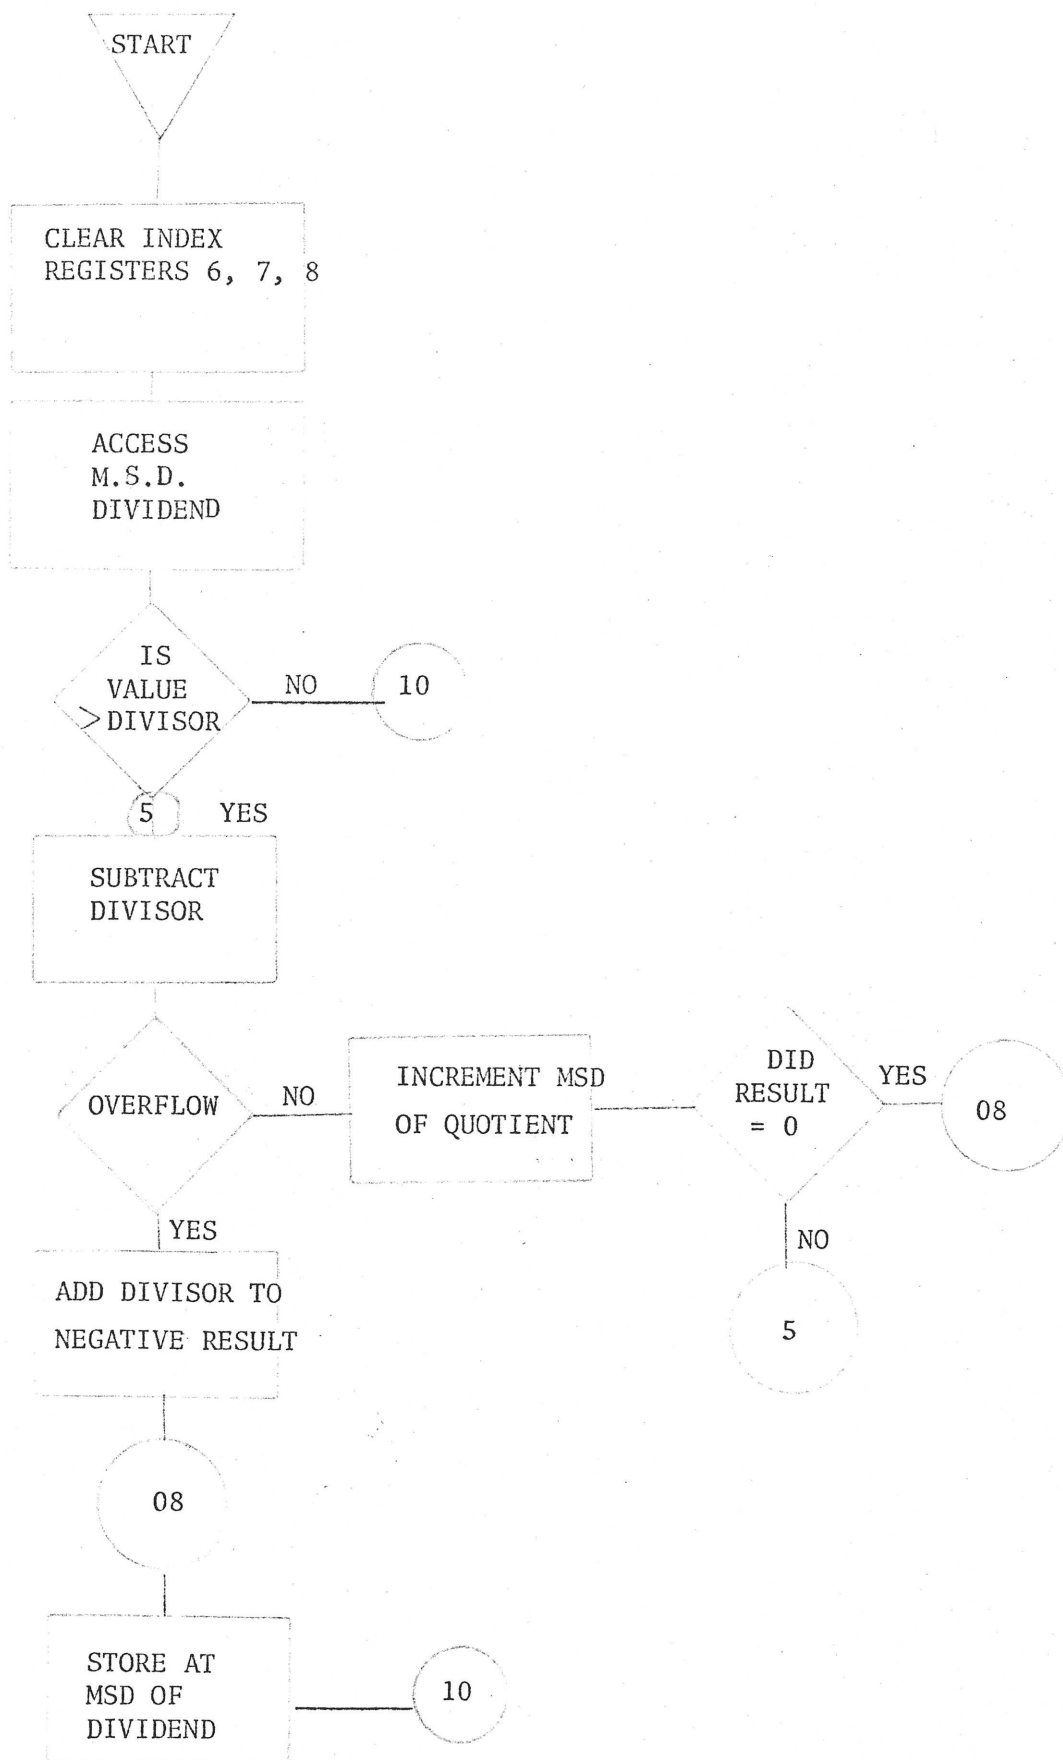 START
CLEAR INDEX
REGISTERS 6, 7, 8
ACCESS
M.S.D.
DIVIDEND
IS
VALUE
>DIVISOR
NO
10
5
YES
SUBTRACT
DIVISOR
OVERFLOW
NO
INCREMENT MSD
OF QUOTIENT
DID
RESULT
= 0
YES
08
NO
5
YES
ADD DIVISOR TO
NEGATIVE RESULT
08
STORE AT
MSD OF
DIVIDEND
10